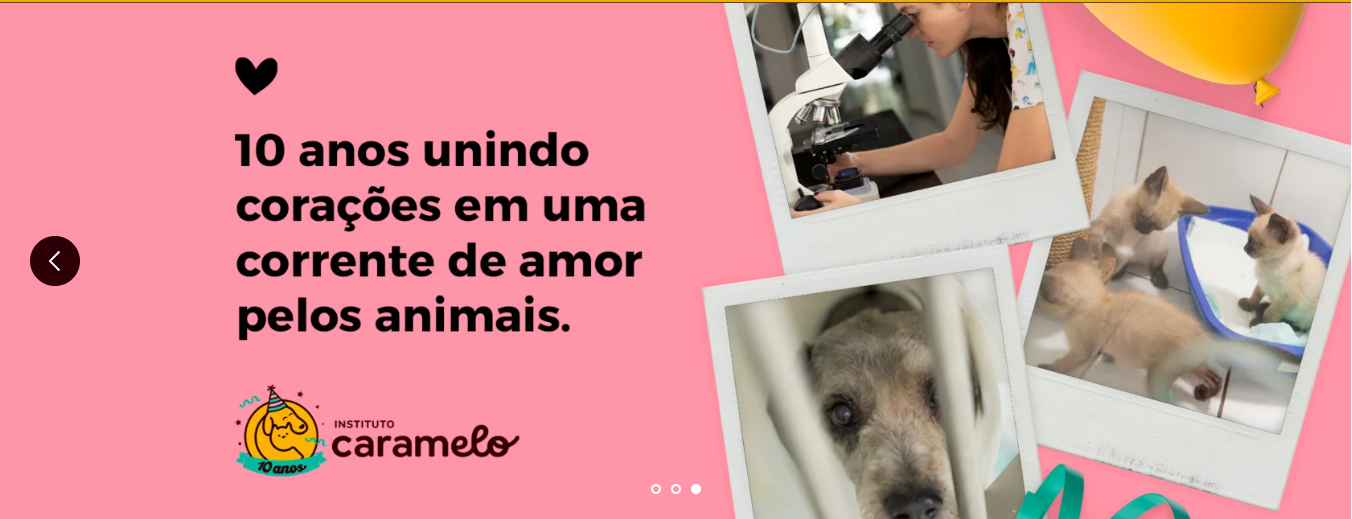 10 anos unindo
corações em uma
corrente de amor
pelos animais.
INSTITUTO
caramelo
10 anos